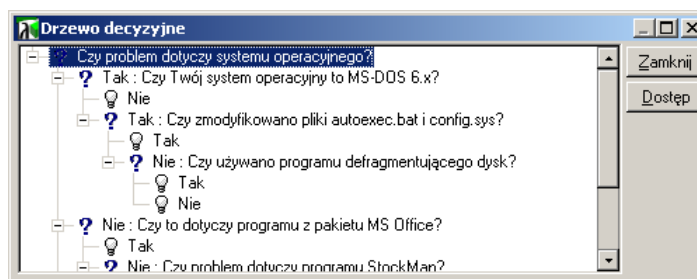 Drzewo decyzyjne
Czy problem dotyczy systemu operacyjnego?
Tak : Czy Twój system operacyjny to MS-DOS 6.x?
Nie
Tak : Czy zmodyfikowano pliki autoexec.bat i config.sys?
Tak
Nie : Czy używano programu defragmentującego dysk?
Tak
Nie
Nie : Czy to dotyczy programu z pakietu MS Office?
Tak
Nie : Czy problem dotyczy programu StockMan?
Zamknij
Dostęp